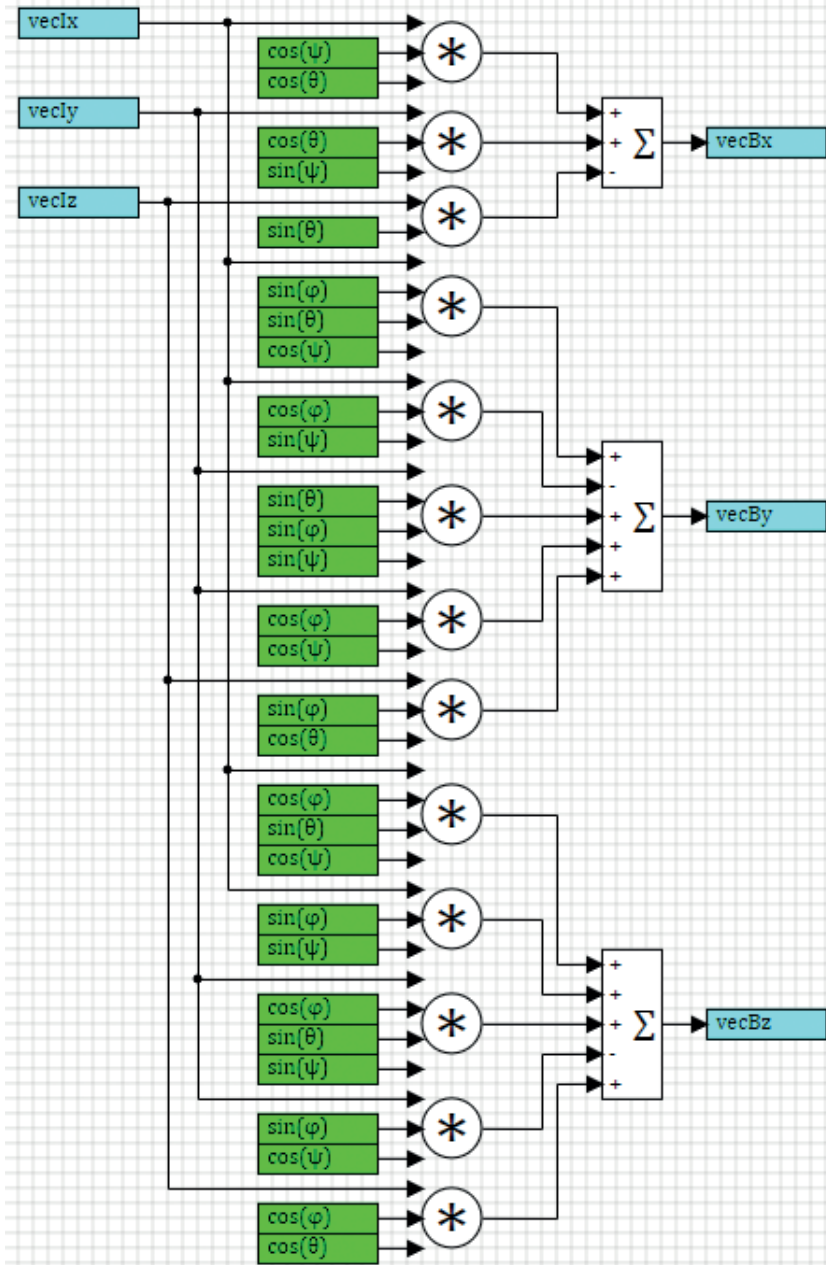 vecIx
*
cos(ψ)
cos(θ)
+
vecIy
cos(θ)
*
+
Σ
vecBx
sin(ψ)
-
vecIz
*
sin(θ)
sin(φ)
*
sin(θ)
cos(ψ)
cos(φ)
*
sin(ψ)
+
-
sin(θ)
sin(φ)
*
+
Σ
vecBy
sin(ψ)
+
+
cos(φ)
*
cos(ψ)
sin(φ)
*
cos(θ)
cos(φ)
*
sin(θ)
cos(ψ)
sin(φ)
*
sin(ψ)
+
+
cos(φ)
*
+
Σ
vecBz
sin(θ)
sin(ψ)
-
+
sin(φ)
*
cos(ψ)
cos(φ)
*
cos(θ)